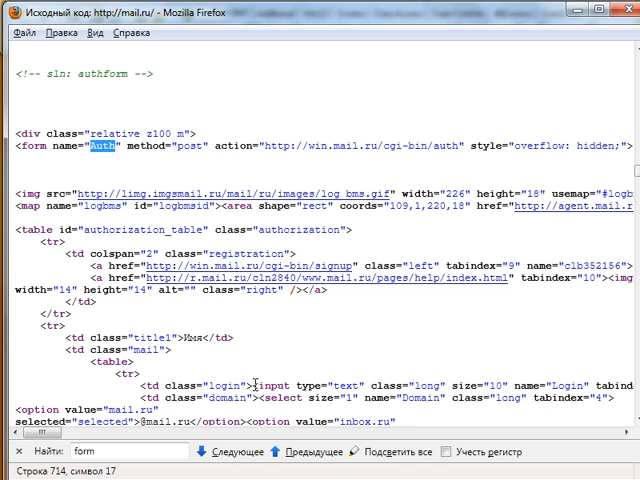 Исходный код: http://mail.ru/ - Mozilla Firefox
Файл Правка Вид Справка
<!-- sln: authform -->
<div class="relative z100 m">
<form name="Auth" method="post" action="http://win.mail.ru/cgi-bin/auth" style="overflow: hidden;">
<img src="http://limg.imgsmail.ru/mail/ru/images/log_bms.gif" width="226" height="18" usemap="#logb
<map name="logbms" id="logbmsid"><area shape="rect" coords="109,1,220,18" href="http://agent.mail.r
<table id="authorization_table" class="authorization">
<tr>
<td colspan="2" class="registration">
<a href="http://win.mail.ru/cgi-bin/signup" class="left" tabindex="9" name="clb352156">
<a href="http://r.mail.ru/cln2840/www.mail.ru/pages/help/index.html" tabindex="10"><img
width="14" height="14" alt="" class="right" /></a>
</td>
</tr>
<tr>
<td class="title1">Имя</td>
<td class="mail">
<table>
<tr>
<td class="login"><input type="text" class="long" size="10" name="Login" tabind
<td class="domain"><select size="1" name="Domain" class="long" tabindex="4">
<option value="mail.ru"
selected="selected">@mail.ru</option><option value="inbox.ru"
Найти: form Следующее Предыдущее Подсветить все Учесть регистр
Строка 714, символ 17